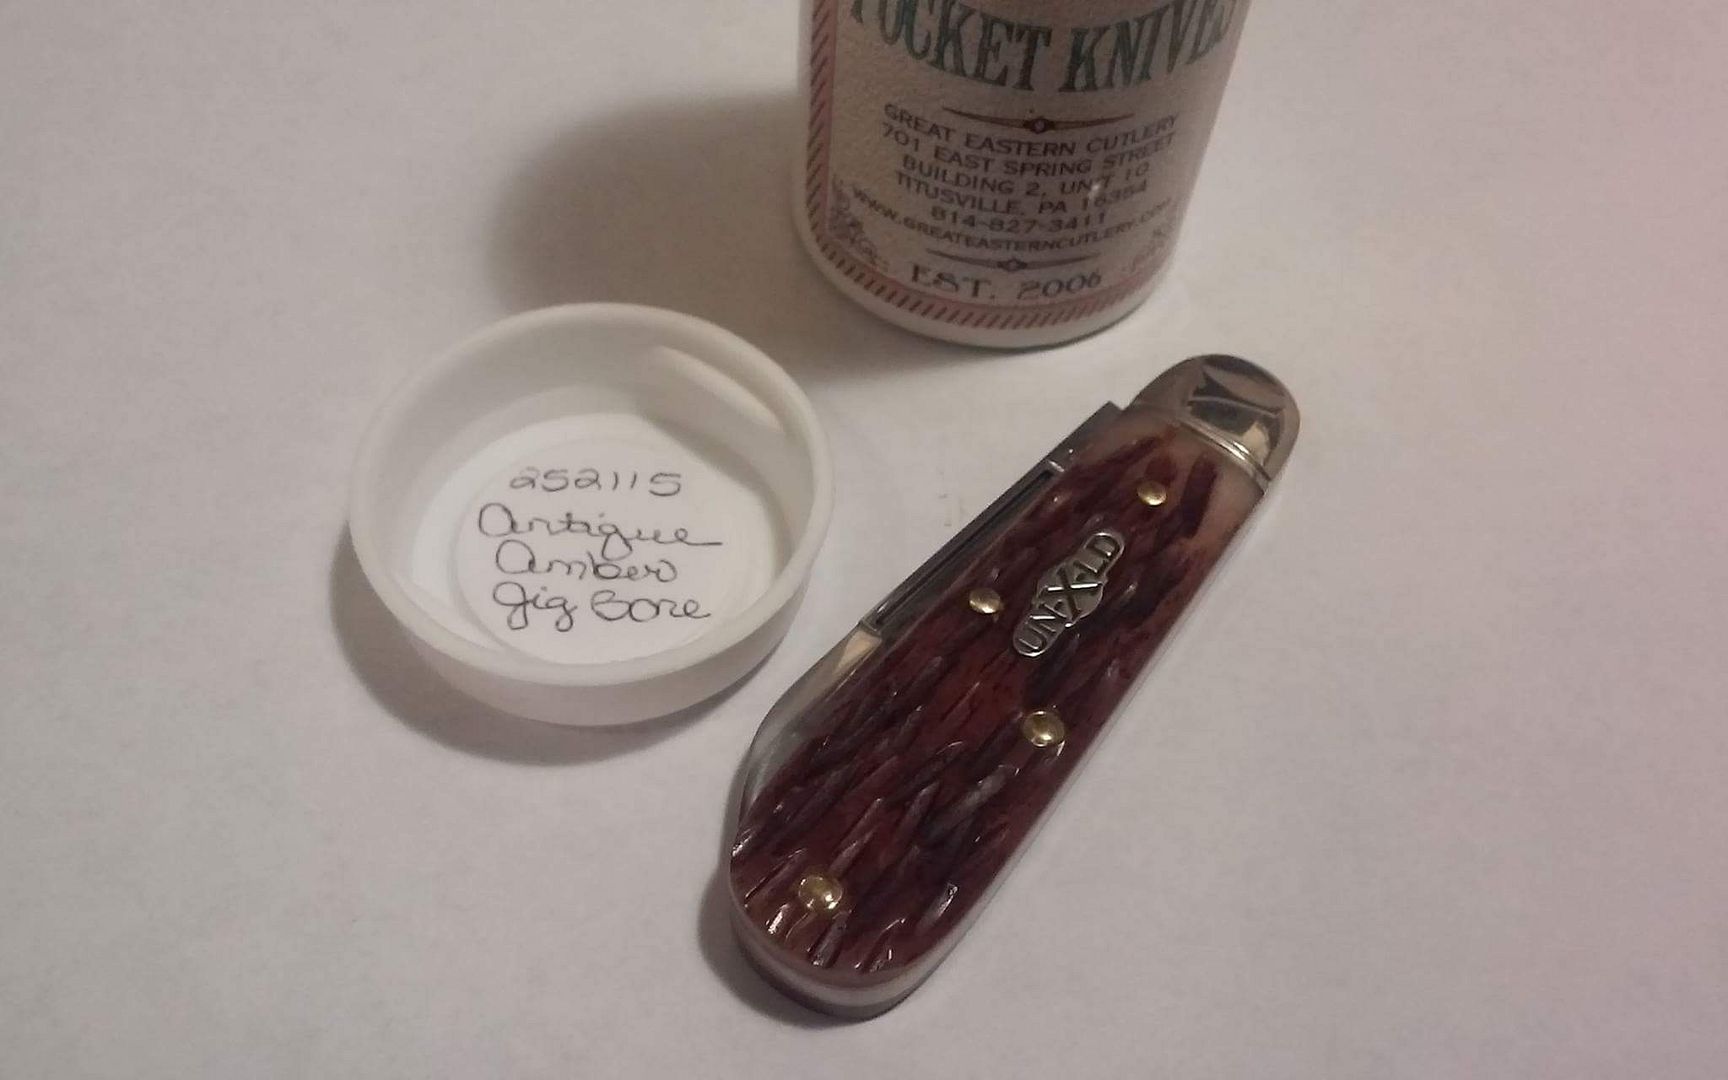 POCKET KNIVES
GREAT EASTERN CUTLERY
701 EAST SPRING STREET
BUILDING 2, UNIT 10
TITUSVILLE, PA 16354
814-827-3411
WWW.GREATEASTERNCUTLERY.COM
EST. 2006
252115
Antique
Amber
Jig Bone
UN-X-LD